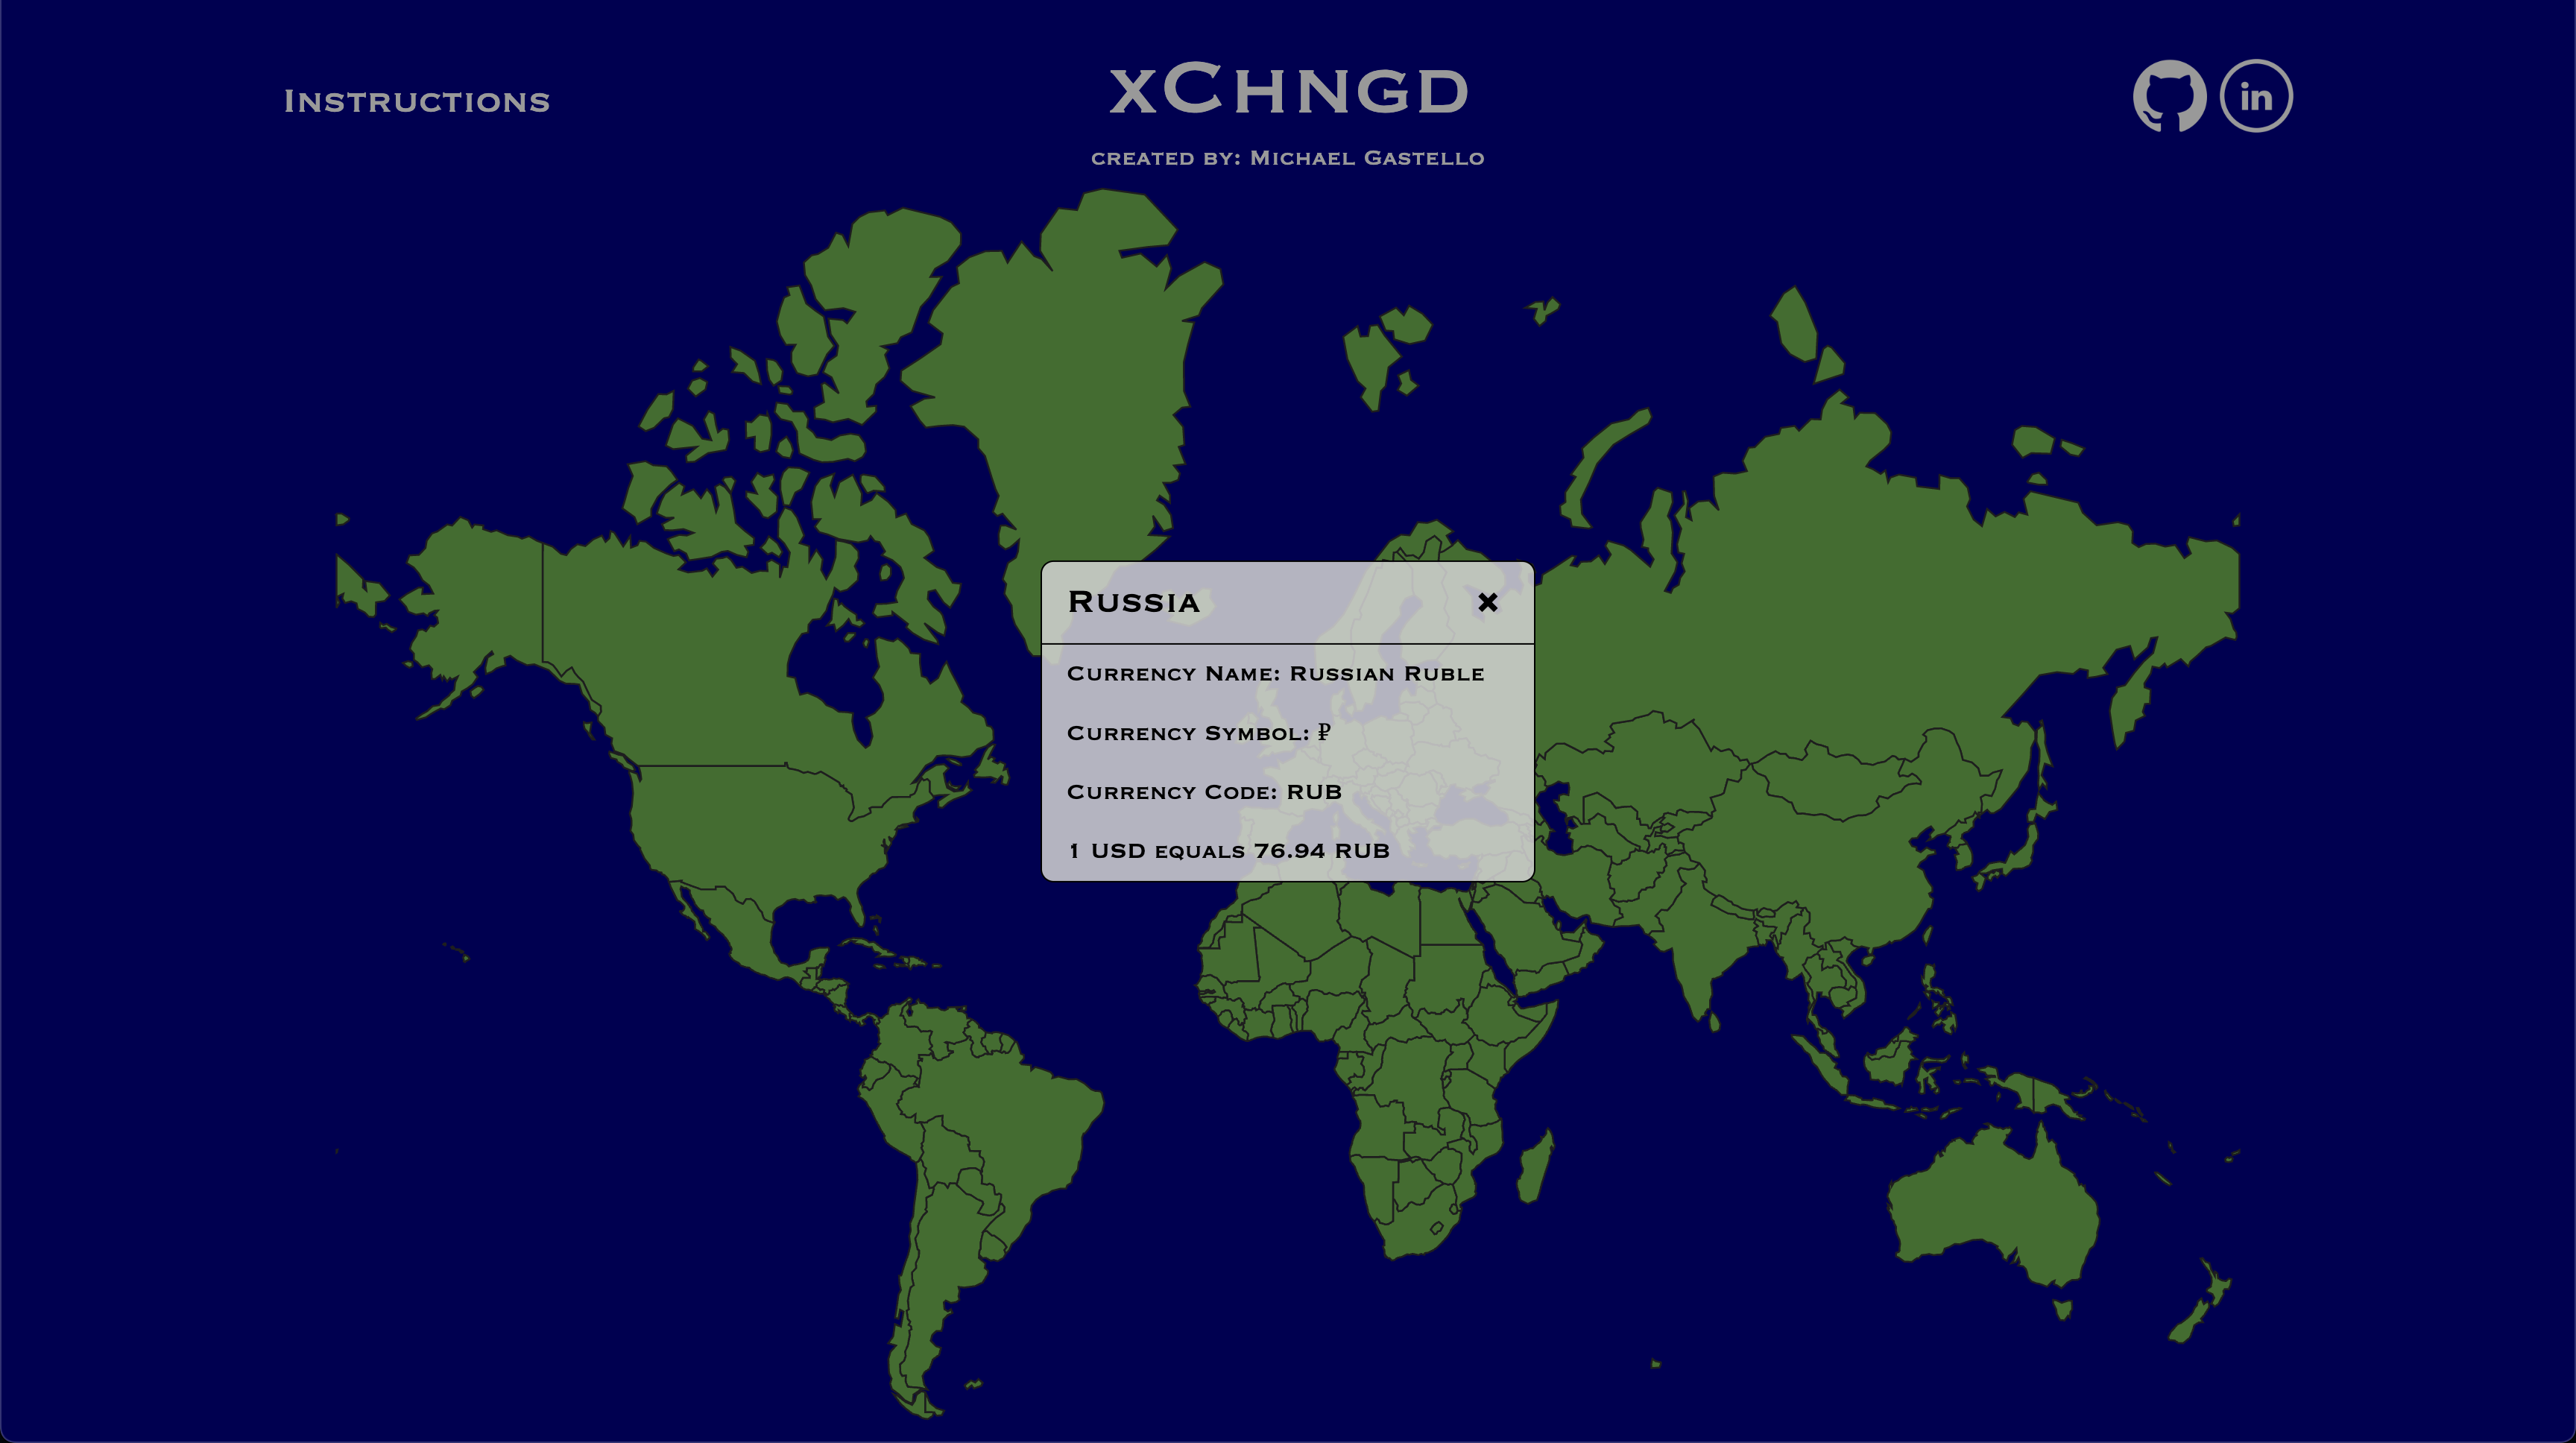 Instructions
xChngd
created by: Michael Gastello
in
Russia
Currency Name: Russian Ruble
Currency Symbol: ₽
Currency Code: RUB
1 USD equals 76.94 RUB